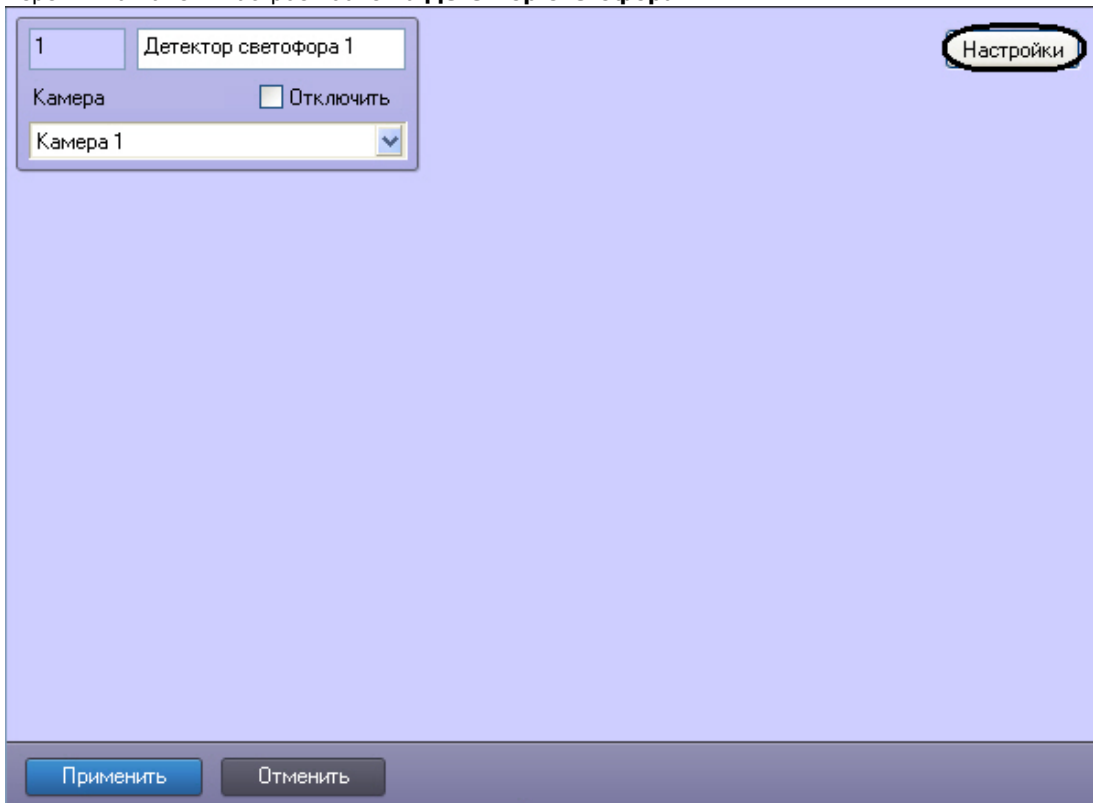 1
Детектор светофора 1
Настройки
Камера
Отключить
Камера 1
Применить
Отменить